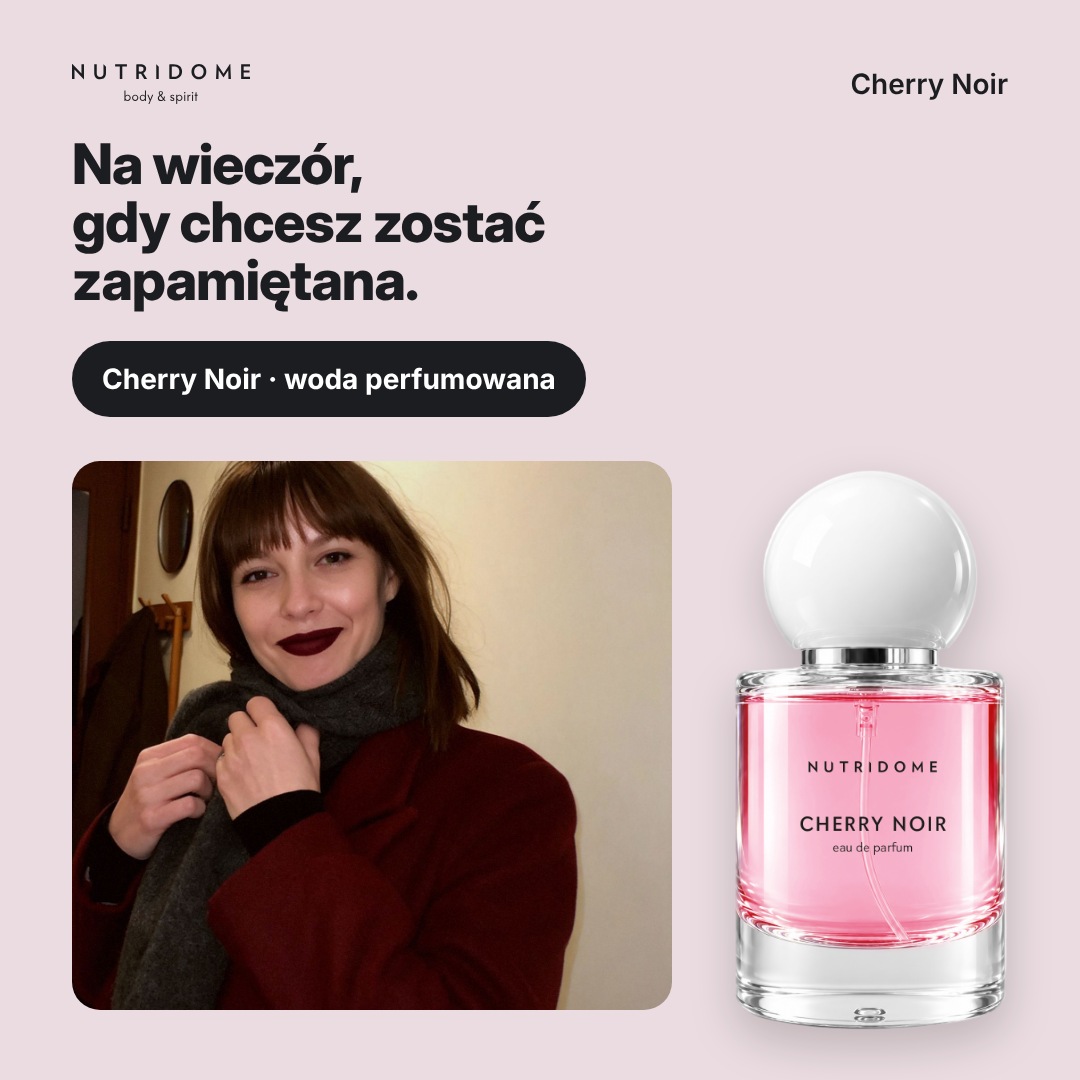 NUTRIDOME
body & spirit
Cherry Noir
Na wieczór,
gdy chcesz zostać
zapamiętana.
Cherry Noir · woda perfumowana
NUTRIDOME
CHERRY NOIR
eau de parfum